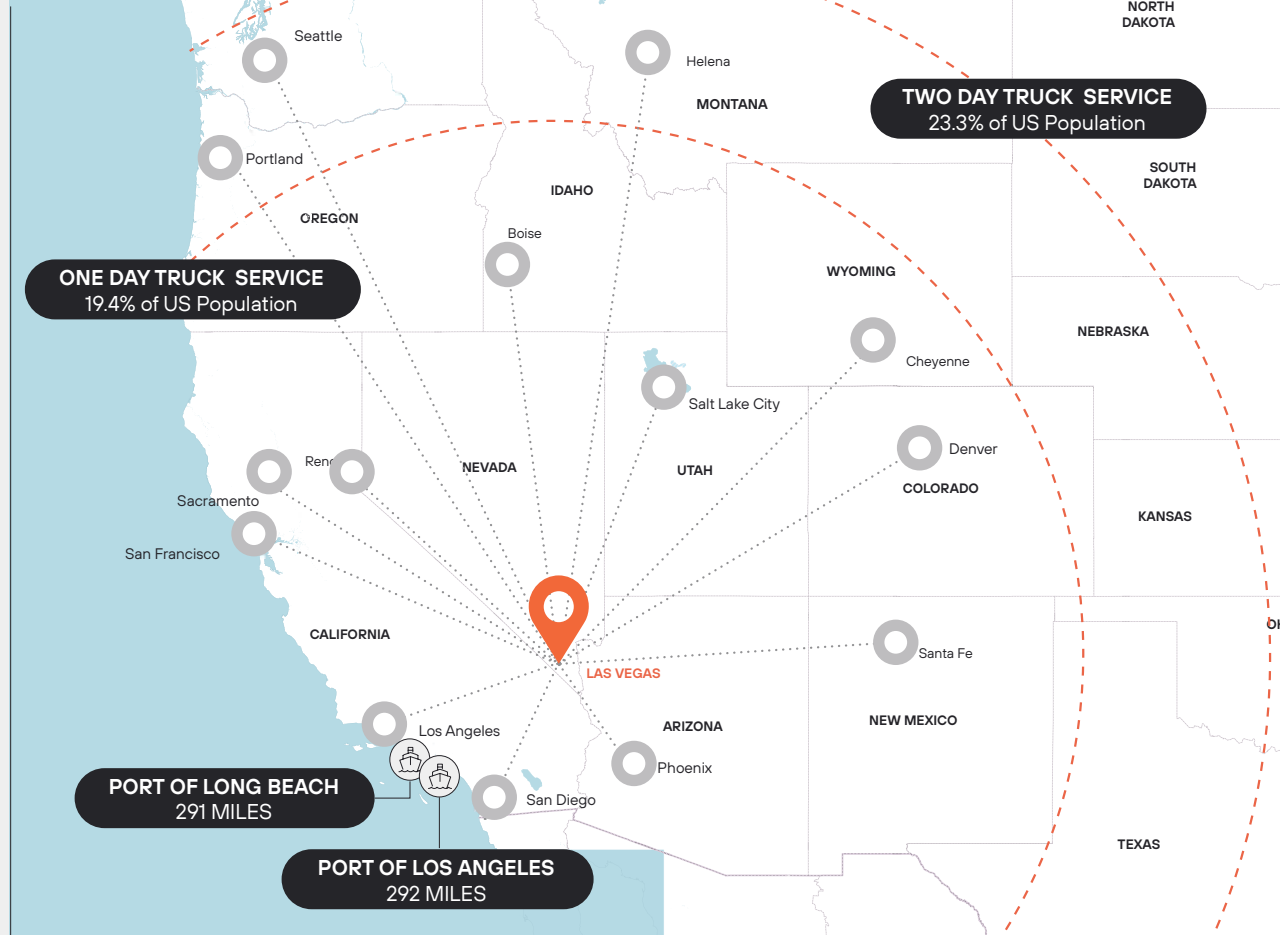 NORTH
DAKOTA
Seattle
Helena
MONTANA
TWO DAY TRUCK SERVICE
23.3% of US Population
Portland
SOUTH
DAKOTA
IDAHO
OREGON
Boise
ONE DAY TRUCK SERVICE
19.4% of US Population
WYOMING
NEBRASKA
Cheyenne
Salt Lake City
Denver
Ren
NEVADA
UTAH
COLORADO
Sacramento
KANSAS
San Francisco
CALIFORNIA
Santa Fe
LAS VEGAS
NEW MEXICO
ARIZONA
Los Angeles
Phoenix
PORT OF LONG BEACH
291 MILES
San Diego
TEXAS
PORT OF LOS ANGELES
292 MILES